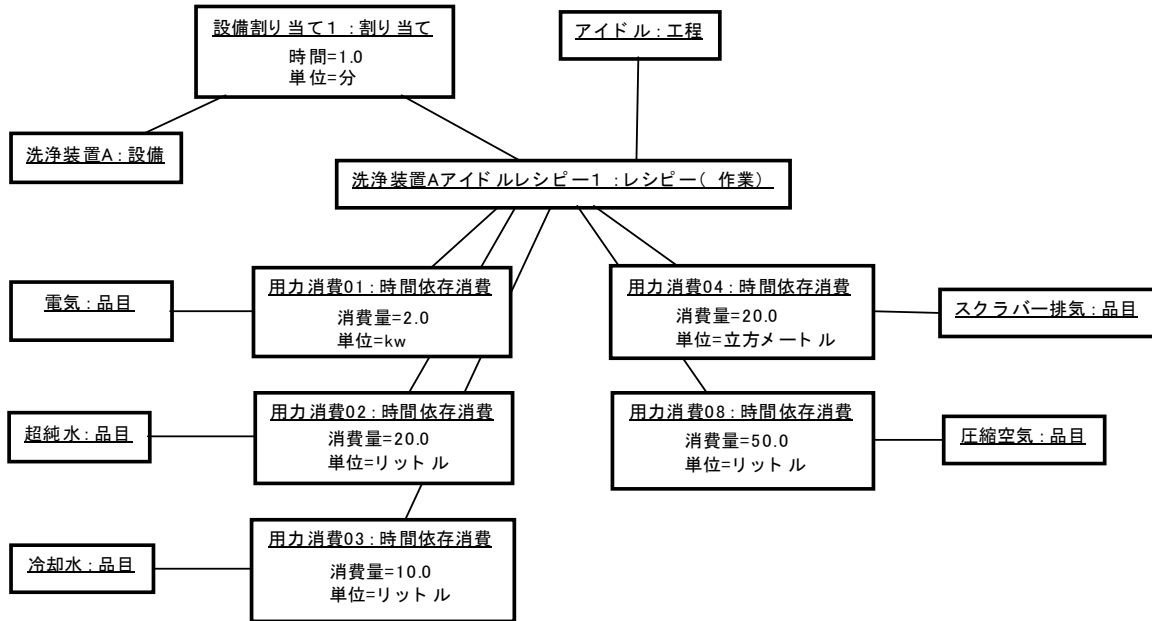 設備割り当て1 :割り当て
時間=1.0
単位=分
アイドル:工程
洗浄装置A:設備
洗浄装置Aアイドルレシピー1 :レシピー( 作業)
用力消費01:時間依存消費
消費量=2.0
単位=kw
電気:品目
用力消費04:時間依存消費
消費量=20.0
単位=立方メートル
スクラバー排気:品目
用力消費02:時間依存消費
消費量=20.0
単位=リットル
超純水:品目
用力消費08:時間依存消費
消費量=50.0
単位=リットル
圧縮空気:品目
用力消費03:時間依存消費
消費量=10.0
単位=リットル
冷却水:品目